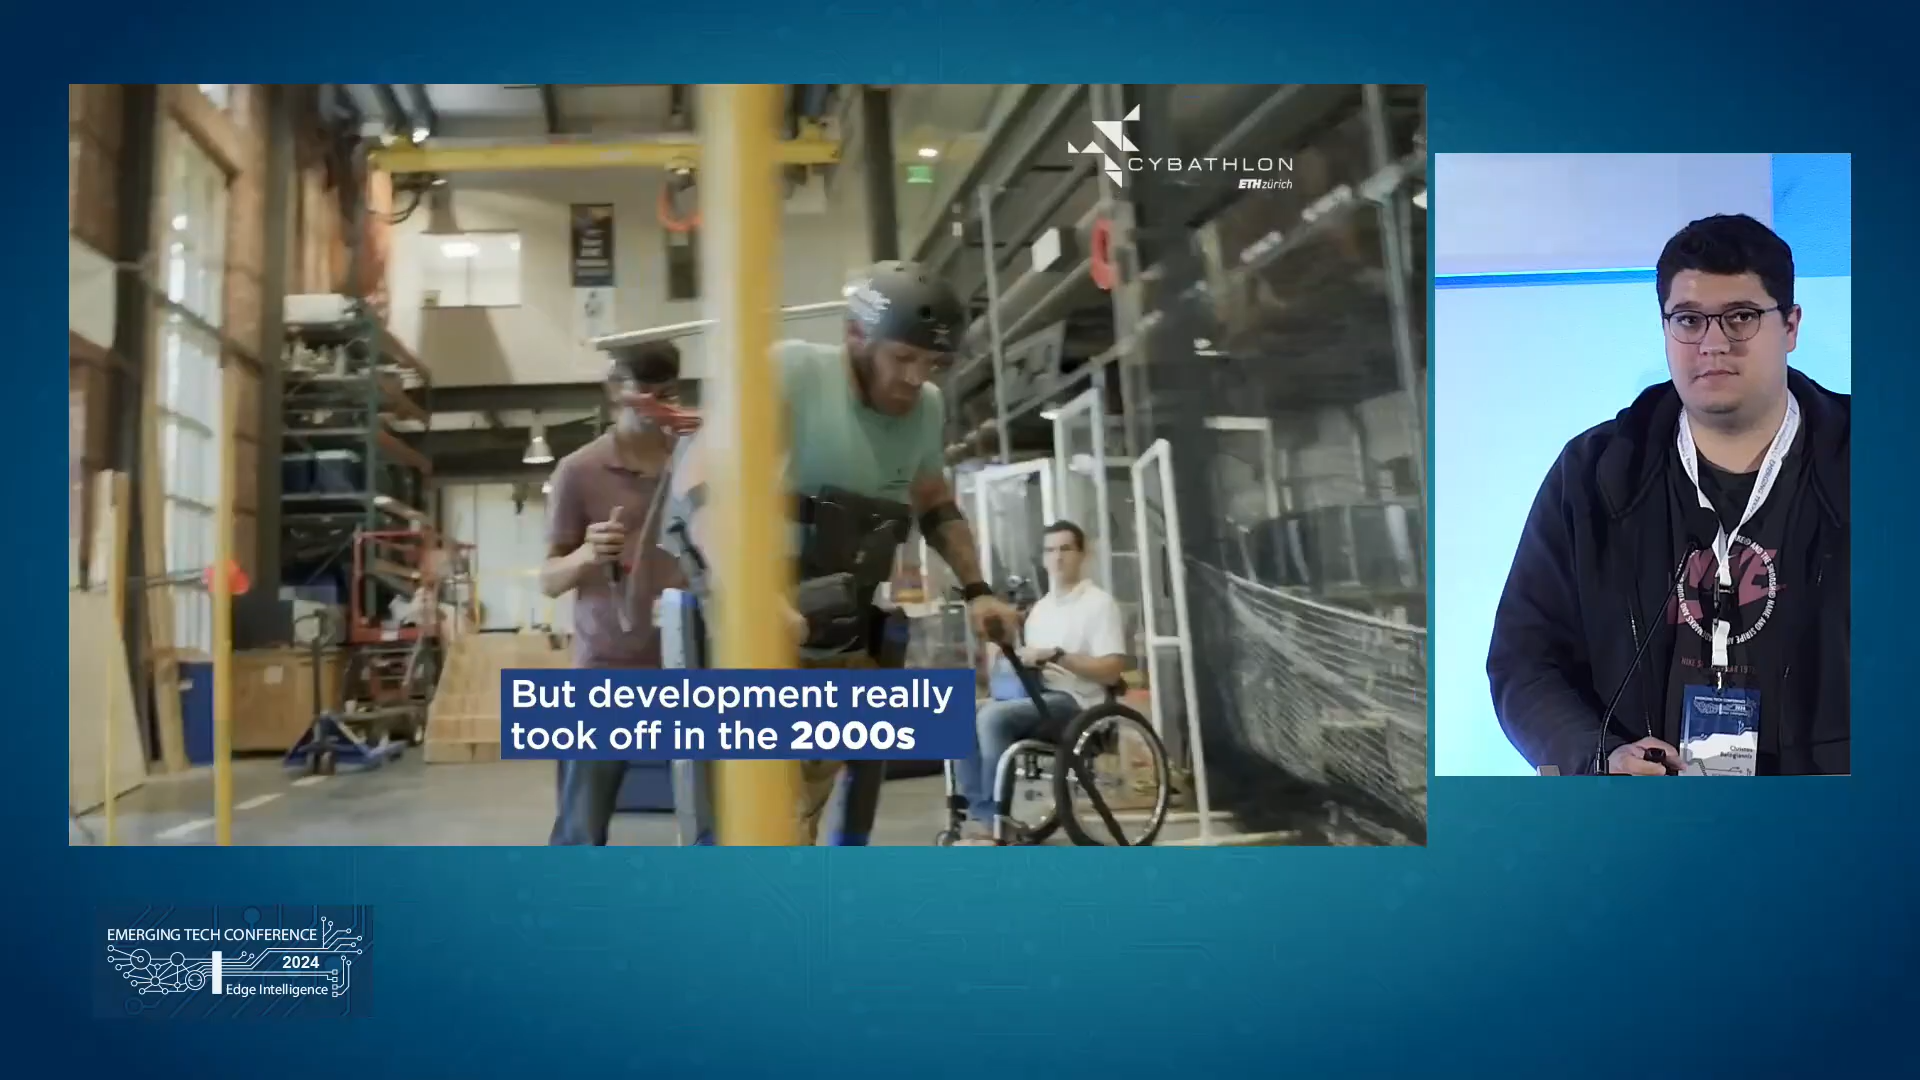 CYBATHLON
ETH zürich
But development really
took off in the 2000s
EMERGING TECH CONFERENCE
2024
Edge Intelligence